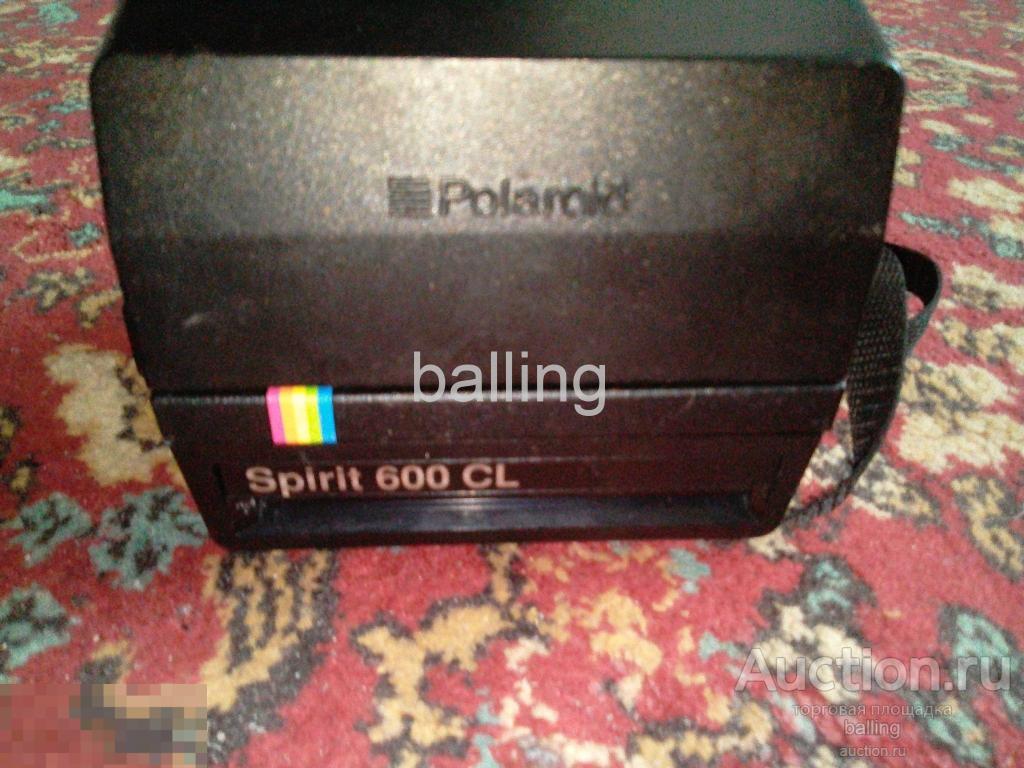 Polaroid
balling
Spirit 600 CL
Auction.ru
торговая площадка
balling
auction.ru